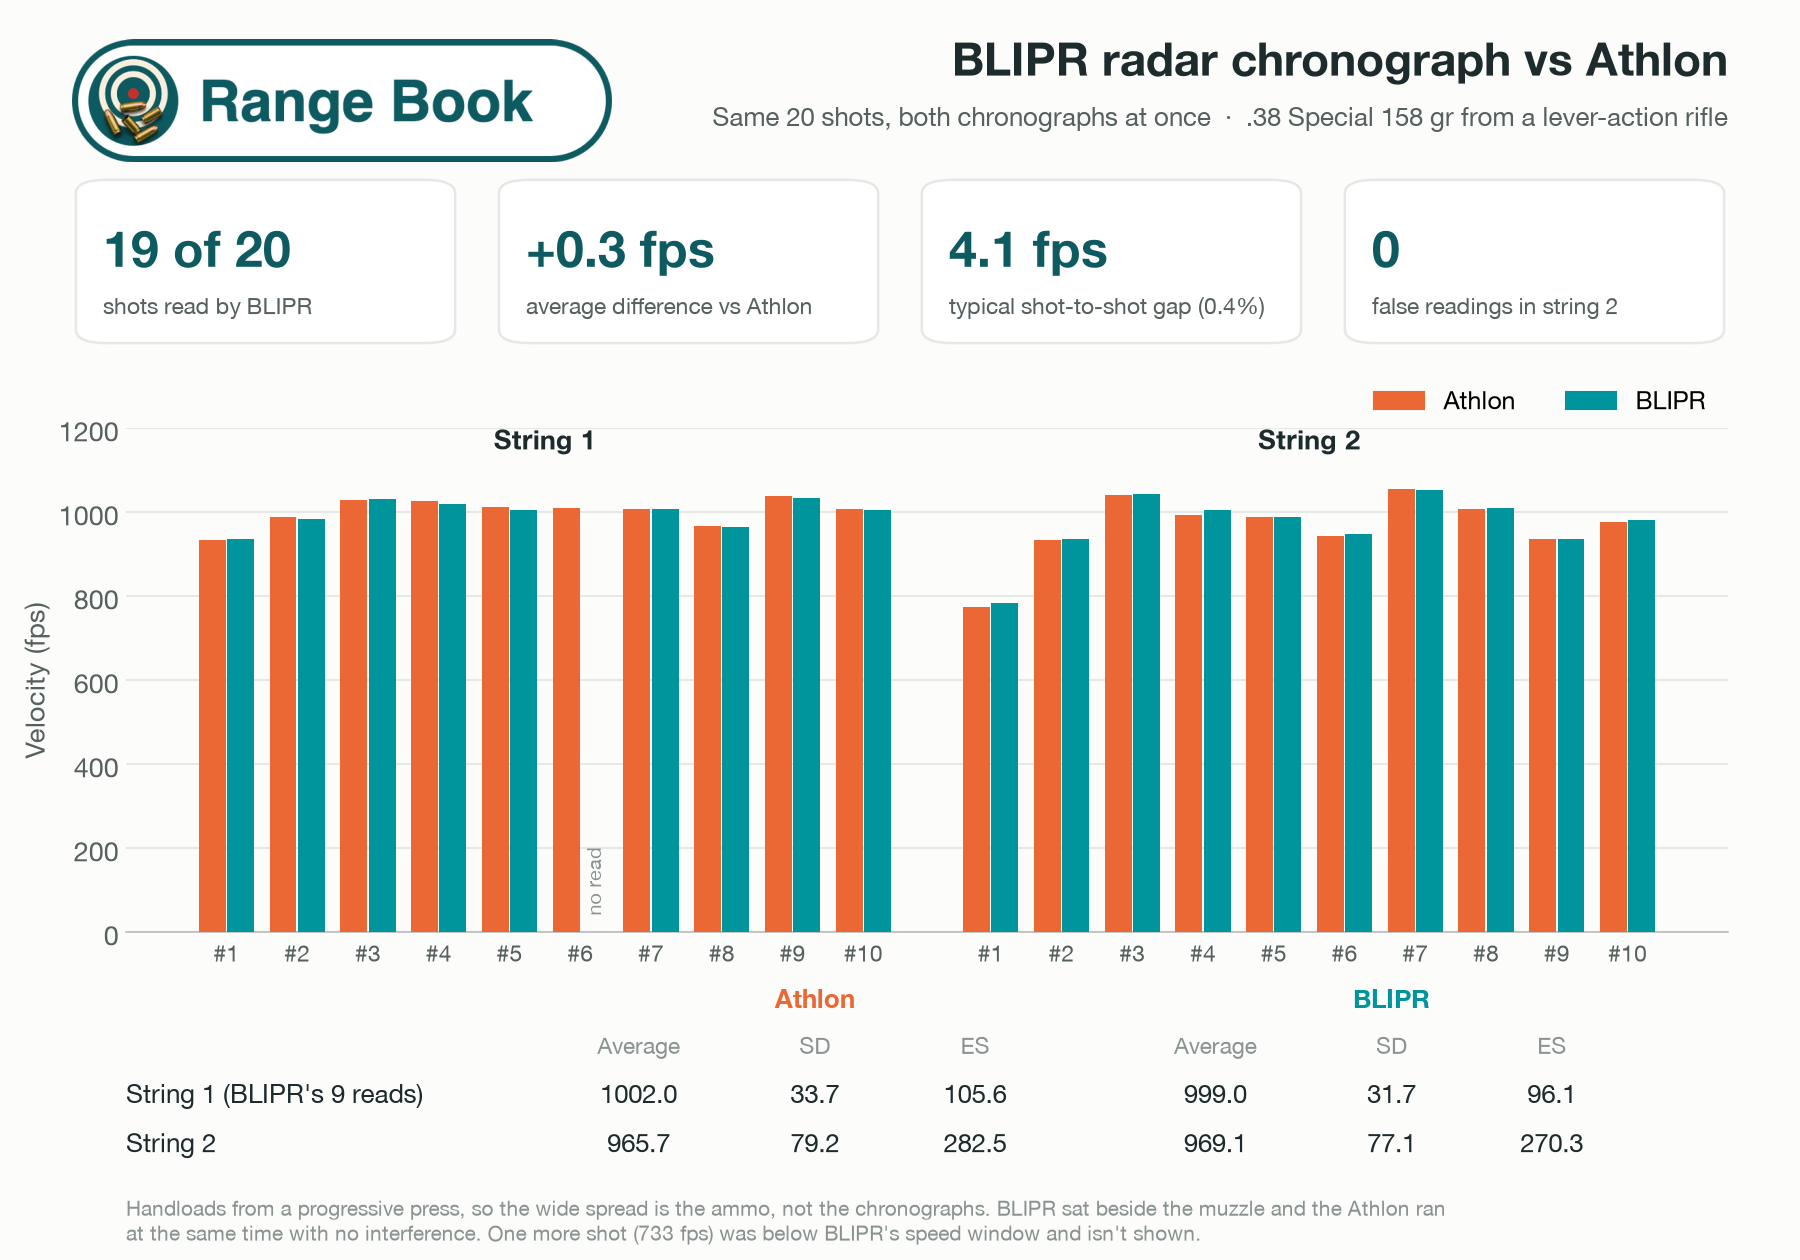 Range Book
BLIPR radar chronograph vs Athlon
Same 20 shots, both chronographs at once · .38 Special 158 gr from a lever-action rifle
19 of 20
shots read by BLIPR
+0.3 fps
average difference vs Athlon
4.1 fps
typical shot-to-shot gap (0.4%)
0
false readings in string 2
Athlon BLIPR
String 1 String 2
Velocity (fps)
1200
1000
800
600
400
200
0
no read
#1 #2 #3 #4 #5 #6 #7 #8 #9 #10 #1 #2 #3 #4 #5 #6 #7 #8 #9 #10
Athlon BLIPR
Average SD ES Average SD ES
String 1 (BLIPR's 9 reads) 1002.0 33.7 105.6 999.0 31.7 96.1
String 2 965.7 79.2 282.5 969.1 77.1 270.3
Handloads from a progressive press, so the wide spread is the ammo, not the chronographs. BLIPR sat beside the muzzle and the Athlon ran
at the same time with no interference. One more shot (733 fps) was below BLIPR's speed window and isn't shown.